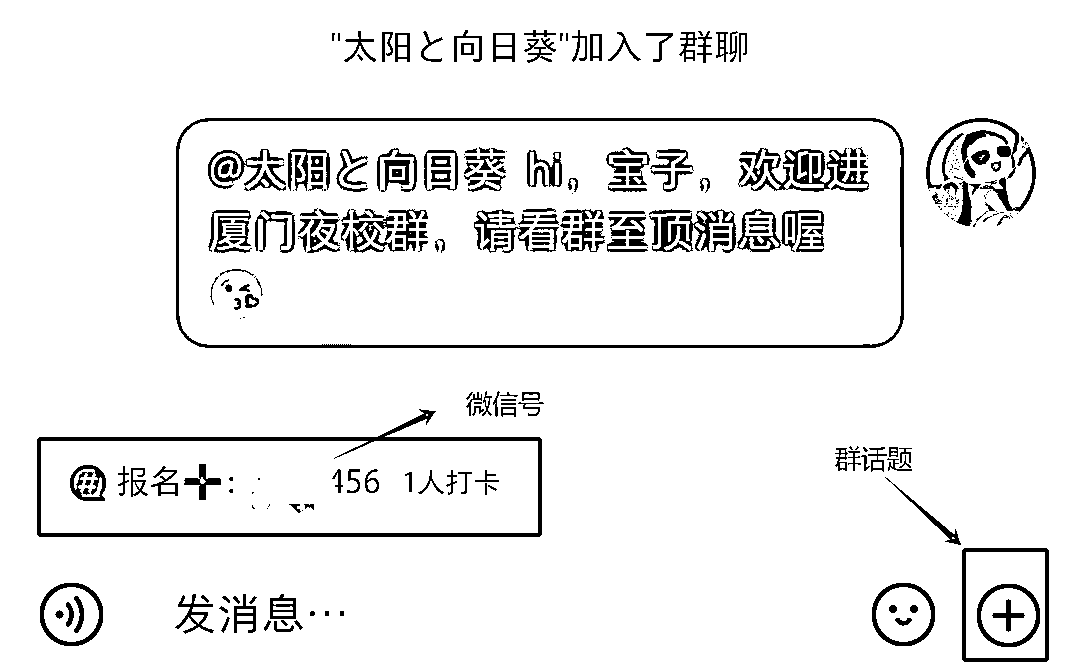 "太阳と向日葵"加入了群聊
@太阳と向日葵 hi，宝子，欢迎进
厦门夜校群，请看群至顶消息喔
微信号
群话题
报名➕： 456 1人打卡
发消息…